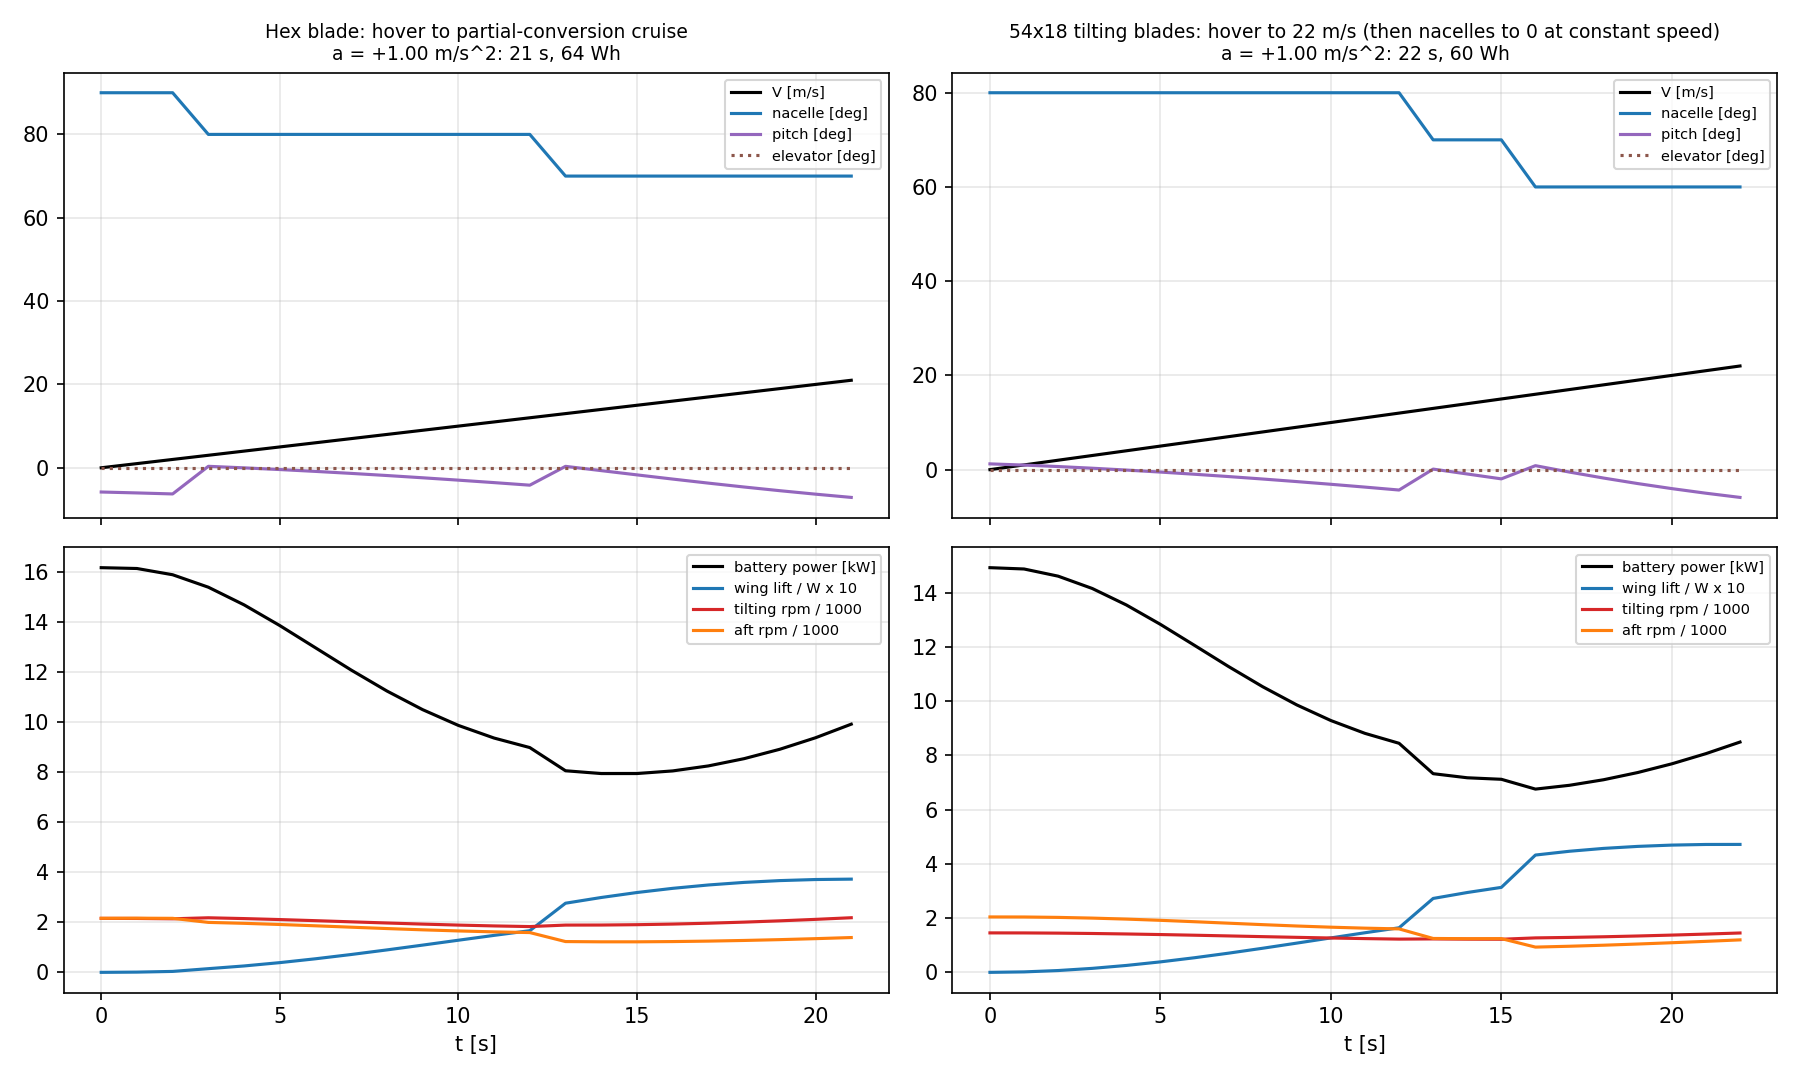 Hex blade: hover to partial-conversion cruise
a = +1.00 m/s^2: 21 s, 64 Wh
V [m/s]
nacelle [deg]
pitch [deg]
elevator [deg]
80
60
40
20
0
54x18 tilting blades: hover to 22 m/s (then nacelles to 0 at constant speed)
a = +1.00 m/s^2: 22 s, 60 Wh
V [m/s]
nacelle [deg]
pitch [deg]
elevator [deg]
80
60
40
20
0
battery power [kW]
wing lift / W x 10
tilting rpm / 1000
aft rpm / 1000
16
14
12
10
8
6
4
2
0
0 5 10 15 20
t [s]
battery power [kW]
wing lift / W x 10
tilting rpm / 1000
aft rpm / 1000
14
12
10
8
6
4
2
0
0 5 10 15 20
t [s]